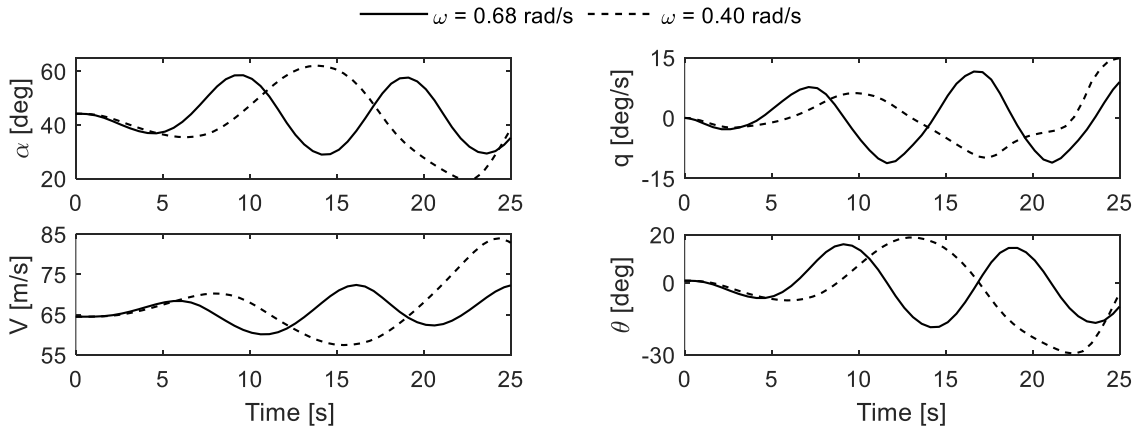 ω = 0.68 rad/s ω = 0.40 rad/s
α [deg]
60
40
20
0 5 10 15 20 25
q [deg/s]
15
0
-15
0 5 10 15 20 25
V [m/s]
85
75
65
55
0 5 10 15 20 25
Time [s]
θ [deg]
20
0
-30
0 5 10 15 20 25
Time [s]